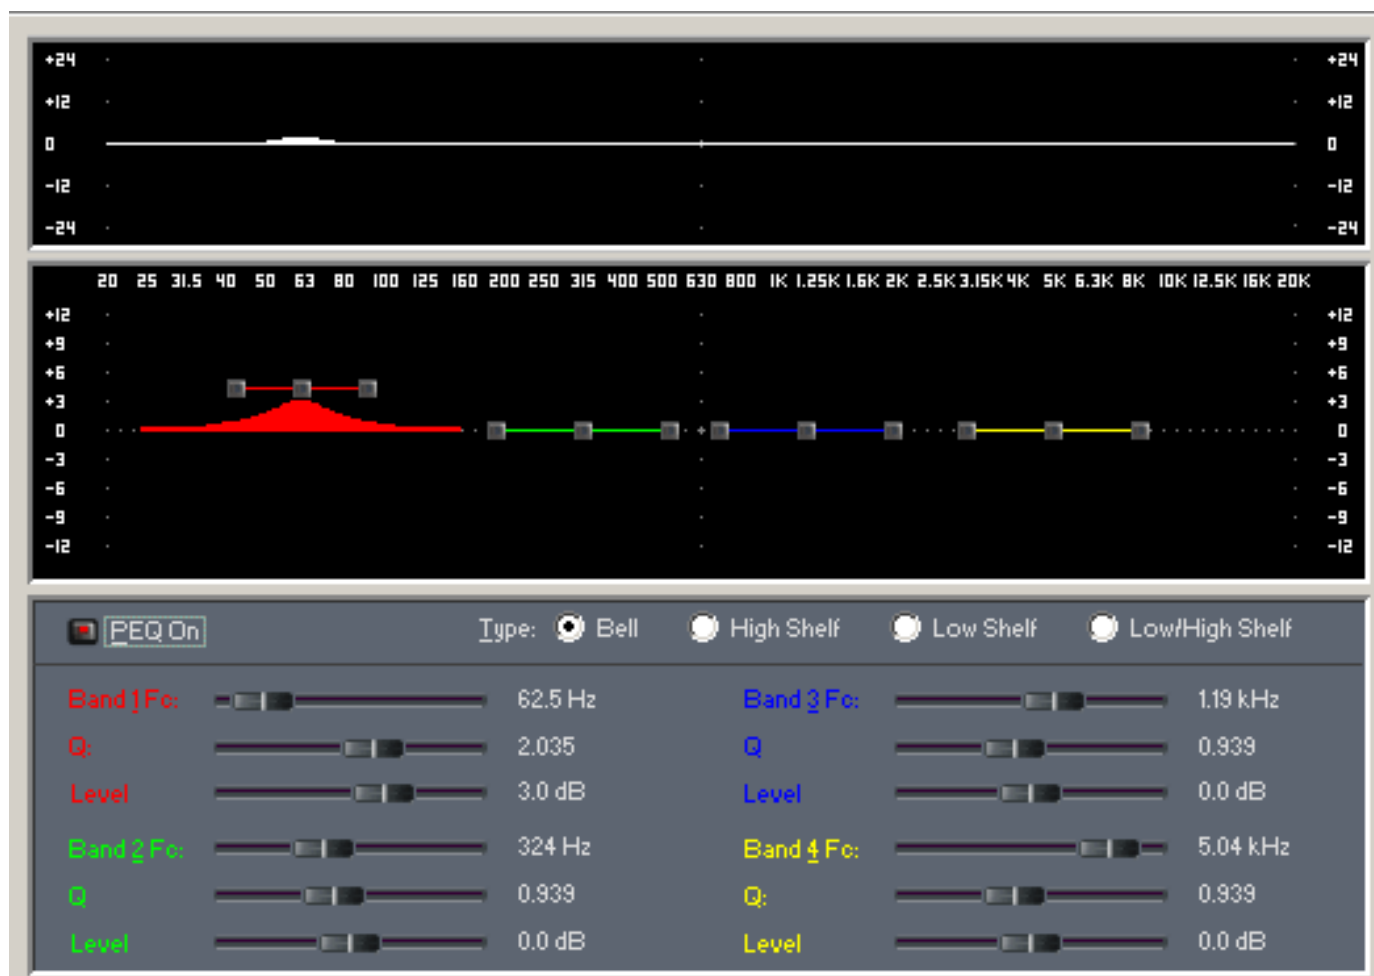 +24 +24
+12 +12
0 0
-12 -12
-24 -24
20 25 31.5 40 50 63 80 100 125 160 200 250 315 400 500 630 800 1K 1.25K 1.6K 2K 2.5K 3.15K 4K 5K 6.3K 8K 10K 12.5K 16K 20K
+12 +12
+9 +9
+6 +6
+3 +3
0 0
-3 -3
-6 -6
-9 -9
-12 -12
PEQ On Type: Bell High Shelf Low Shelf Low/High Shelf
Band 1 Fc: 62.5 Hz Band 3 Fc: 1.19 kHz
Q: 2.035 Q 0.939
Level 3.0 dB Level 0.0 dB
Band 2 Fc: 324 Hz Band 4 Fc: 5.04 kHz
Q 0.939 Q: 0.939
Level 0.0 dB Level 0.0 dB